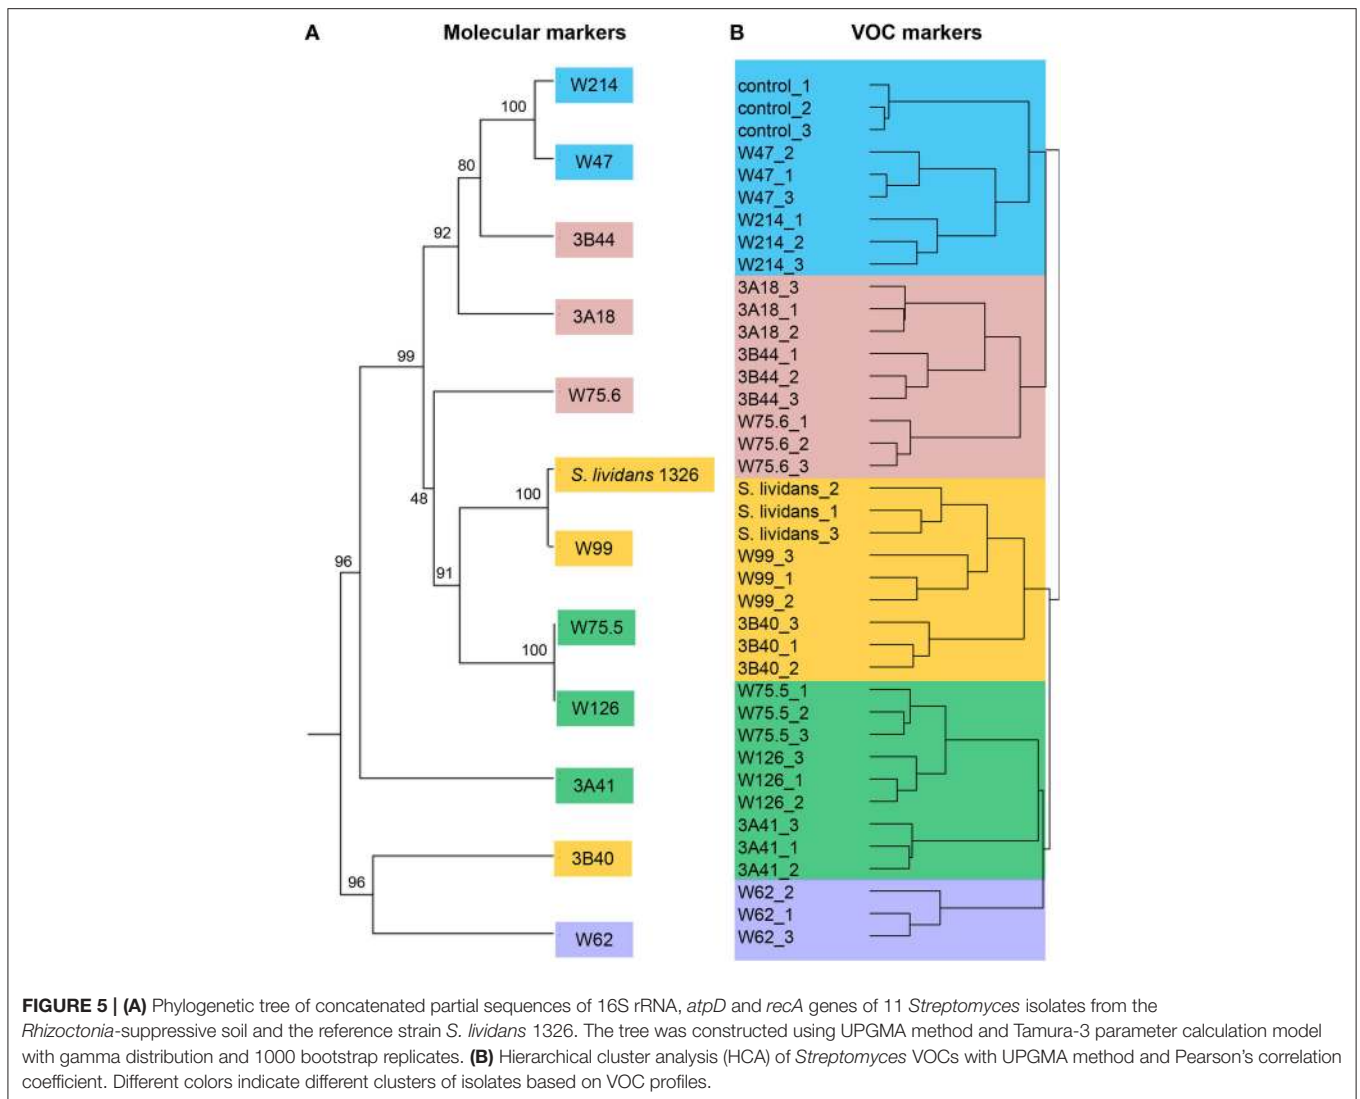 A Molecular markers
W214
100
W47
80
3B44
92
3A18
99
W75.6
48
S. lividans 1326
100
W99
91
96
W75.5
100
W126
3A41
3B40
96
W62
B VOC markers
control_1
control_2
control_3
W47_2
W47_1
W47_3
W214_1
W214_2
W214_3
3A18_3
3A18_1
3A18_2
3B44_1
3B44_2
3B44_3
W75.6_1
W75.6_2
W75.6_3
S. lividans_2
S. lividans_1
S. lividans_3
W99_3
W99_1
W99_2
3B40_3
3B40_1
3B40_2
W75.5_1
W75.5_2
W75.5_3
W126_3
W126_1
W126_2
3A41_3
3A41_1
3A41_2
W62_2
W62_1
W62_3
FIGURE 5 | (A) Phylogenetic tree of concatenated partial sequences of 16S rRNA, atpD and recA genes of 11 Streptomyces isolates from the
Rhizoctonia-suppressive soil and the reference strain S. lividans 1326. The tree was constructed using UPGMA method and Tamura-3 parameter calculation model
with gamma distribution and 1000 bootstrap replicates. (B) Hierarchical cluster analysis (HCA) of Streptomyces VOCs with UPGMA method and Pearson's correlation
coefficient. Different colors indicate different clusters of isolates based on VOC profiles.